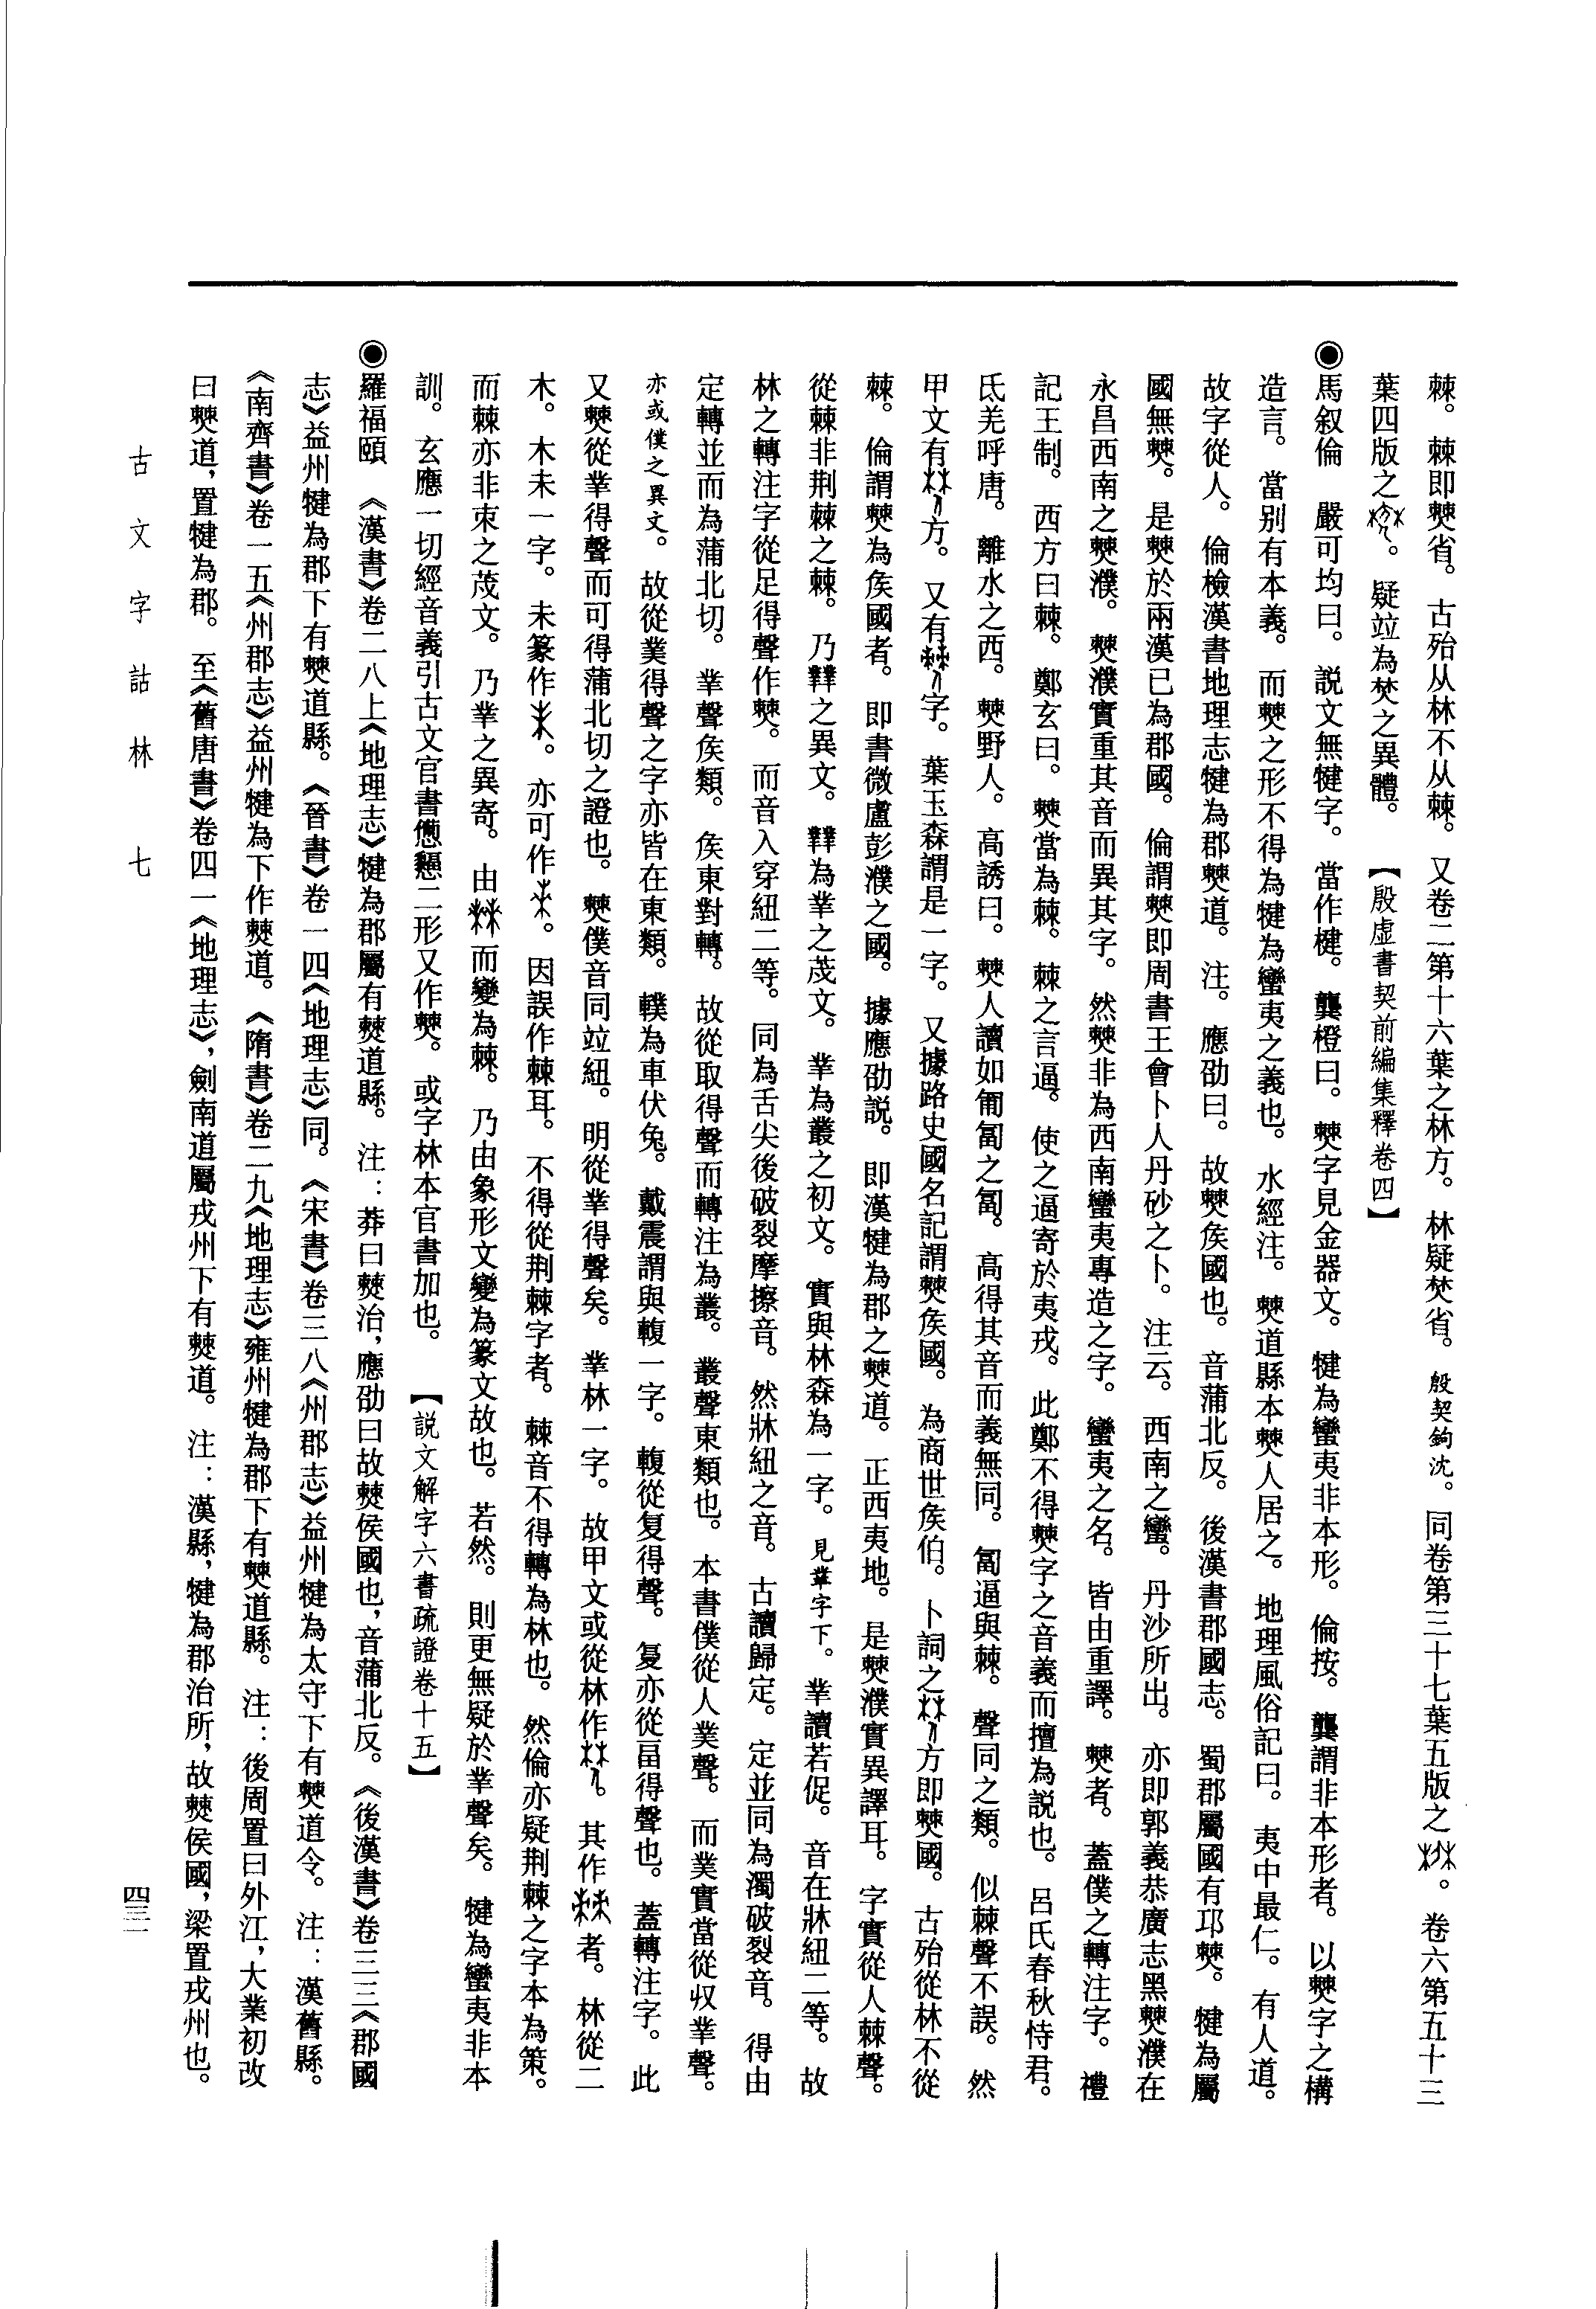 棘。棘即僰省。古殆从林不从棘。又卷二第十六葉之林方。林疑焚省。殷契鉤沈。同卷第三十七葉五版之。卷六第五十三
葉四版之。疑竝為焚之異體。【殷虛書契前編集釋卷四】
◉馬叙倫　嚴可均曰。説文無犍字。當作楗。龔橙曰。僰字見金器文。犍為蠻夷非本形。倫按。龔謂非本形者。以僰字之構
造言。當别有本義。而僰之形不得為犍為蠻夷之義也。水經注。僰道縣本僰人居之。地理風俗記曰。夷中最仁。有人道。
故字從人。倫檢漢書地理志犍為郡僰道。注。應劭曰。故僰矦國也。音蒲北反。後漢書郡國志。蜀郡屬國有邛僰。犍為屬
國無僰。是僰於兩漢已為郡國。倫謂僰即周書王會卜人丹砂之卜。注云。西南之蠻。丹沙所出。亦即郭義恭廣志黑僰濮在
永昌西南之僰濮。僰濮實重其音而異其字。然僰非為西南蠻夷專造之字。蠻夷之名。皆由重譯。僰者。蓋僕之轉注字。禮
記王制。西方曰棘。鄭玄曰。僰當為棘。棘之言逼。使之逼寄於夷戎。此鄭不得僰字之音義而擅為説也。呂氏春秋恃君。
氐羌呼唐。離水之西。僰野人。高誘曰。僰人讀如匍匐之匐。高得其音而義無同。匐逼與棘。聲同之類。似棘聲不誤。然
甲文有方。又有字。葉玉森謂是一字。又據路史國名記謂僰矦國。為商世矦伯。卜詞之方即僰國。古殆從林不從
棘。倫謂僰為矦國者。即書微盧彭濮之國。據應劭説。即漢犍為郡之僰道。正西夷地。是僰濮實異譯耳。字實從人棘聲。
從棘非荆棘之棘。乃之異文。為丵之茂文。丵為叢之初文。實與林森為一字。見丵字下。丵讀若促。音在牀紐二等。故
林之轉注字從足得聲作僰。而音入穿紐二等。同為舌尖後破裂摩擦音。然牀紐之音。古讀歸定。定並同為濁破裂音。得由
定轉並而為蒲北切。丵聲矦類。矦東對轉。故從取得聲而轉注為叢。叢聲東類也。本書僕從人菐聲。而菐實當從収丵聲。
亦或僕之異文。故從菐得聲之字亦皆在東類。轐為車伏兔。戴震謂與輹一字。輹從复得聲。复亦從畐得聲也。蓋轉注字。此
又僰從丵得聲而可得蒲北切之證也。僰僕音同竝紐。明從丵得聲矣。丵林一字。故甲文或從林作。其作者。林從二
木。木未一字。未篆作。亦可作。因誤作棘耳。不得從荆棘字者。棘音不得轉為林也。然倫亦疑荆棘之字本為策。
而棘亦非朿之茂文。乃丵之異寄。由而變為棘。乃由象形文變為篆文故也。若然。則更無疑於丵聲矣。犍為蠻夷非本
訓。玄應一切經音義引古文官書二形又作僰。或字林本官書加也。【説文解字六書疏證卷十五】
◉羅福頤　《漢書》卷二八上《地理志》犍為郡屬有僰道縣。注：莽曰僰治，應劭曰故僰侯國也，音蒲北反。《後漢書》卷三三《郡國
志》益州犍為郡下有僰道縣。《晉書》卷一四《地理志》同。《宋書》卷三八《州郡志》益州犍為太守下有僰道令。注：漢舊縣。
《南齊書》卷一五《州郡志》益州犍為下作僰道。《隋書》卷二九《地理志》雍州犍為郡下有僰道縣。注：後周置曰外江，大業初改
曰僰道，置犍為郡。至《舊唐書》卷四一《地理志》，劍南道屬戎州下有僰道。注：漢縣，犍為郡治所，故僰侯國，梁置戎州也。
古文字詁林　七　四三一